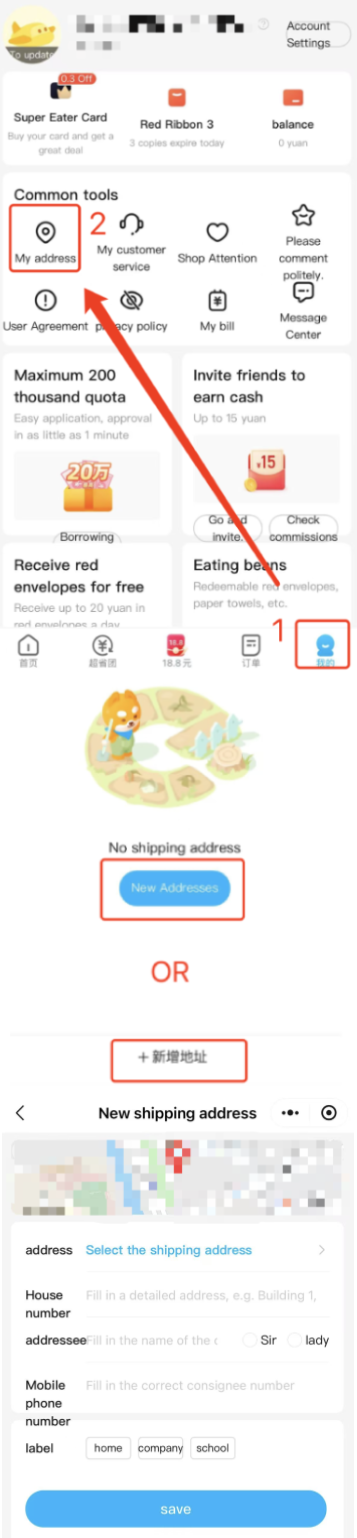 To update
Account
Settings
0.3 Off
Super Eater Card
Buy your card and get a
great deal
Red Ribbon 3
3 copies expire today
balance
0 yuan
Common tools
2
My address
My customer
service
Shop Attention
Please
comment
politely.
User Agreement
privacy policy
My bill
Message
Center
Maximum 200
thousand quota
Easy application, approval
in as little as 1 minute
20万
Borrowing
Invite friends to
earn cash
Up to 15 yuan
¥15
Go and
invite.
Check
commissions
Receive red
envelopes for free
Receive up to 20 yuan in
red envelopes a day
Eating beans
Redeemable red envelopes,
paper towels, etc.
1
首页
超省团
18.8
18.8元
订单
我的
No shipping address
New Addresses
OR
+ 新增地址
New shipping address
address
Select the shipping address
House
number
Fill in a detailed address, e.g. Building 1,
addressee
Fill in the name of the c
Sir
lady
Mobile
phone
number
Fill in the correct consignee number
label
home
company
school
save